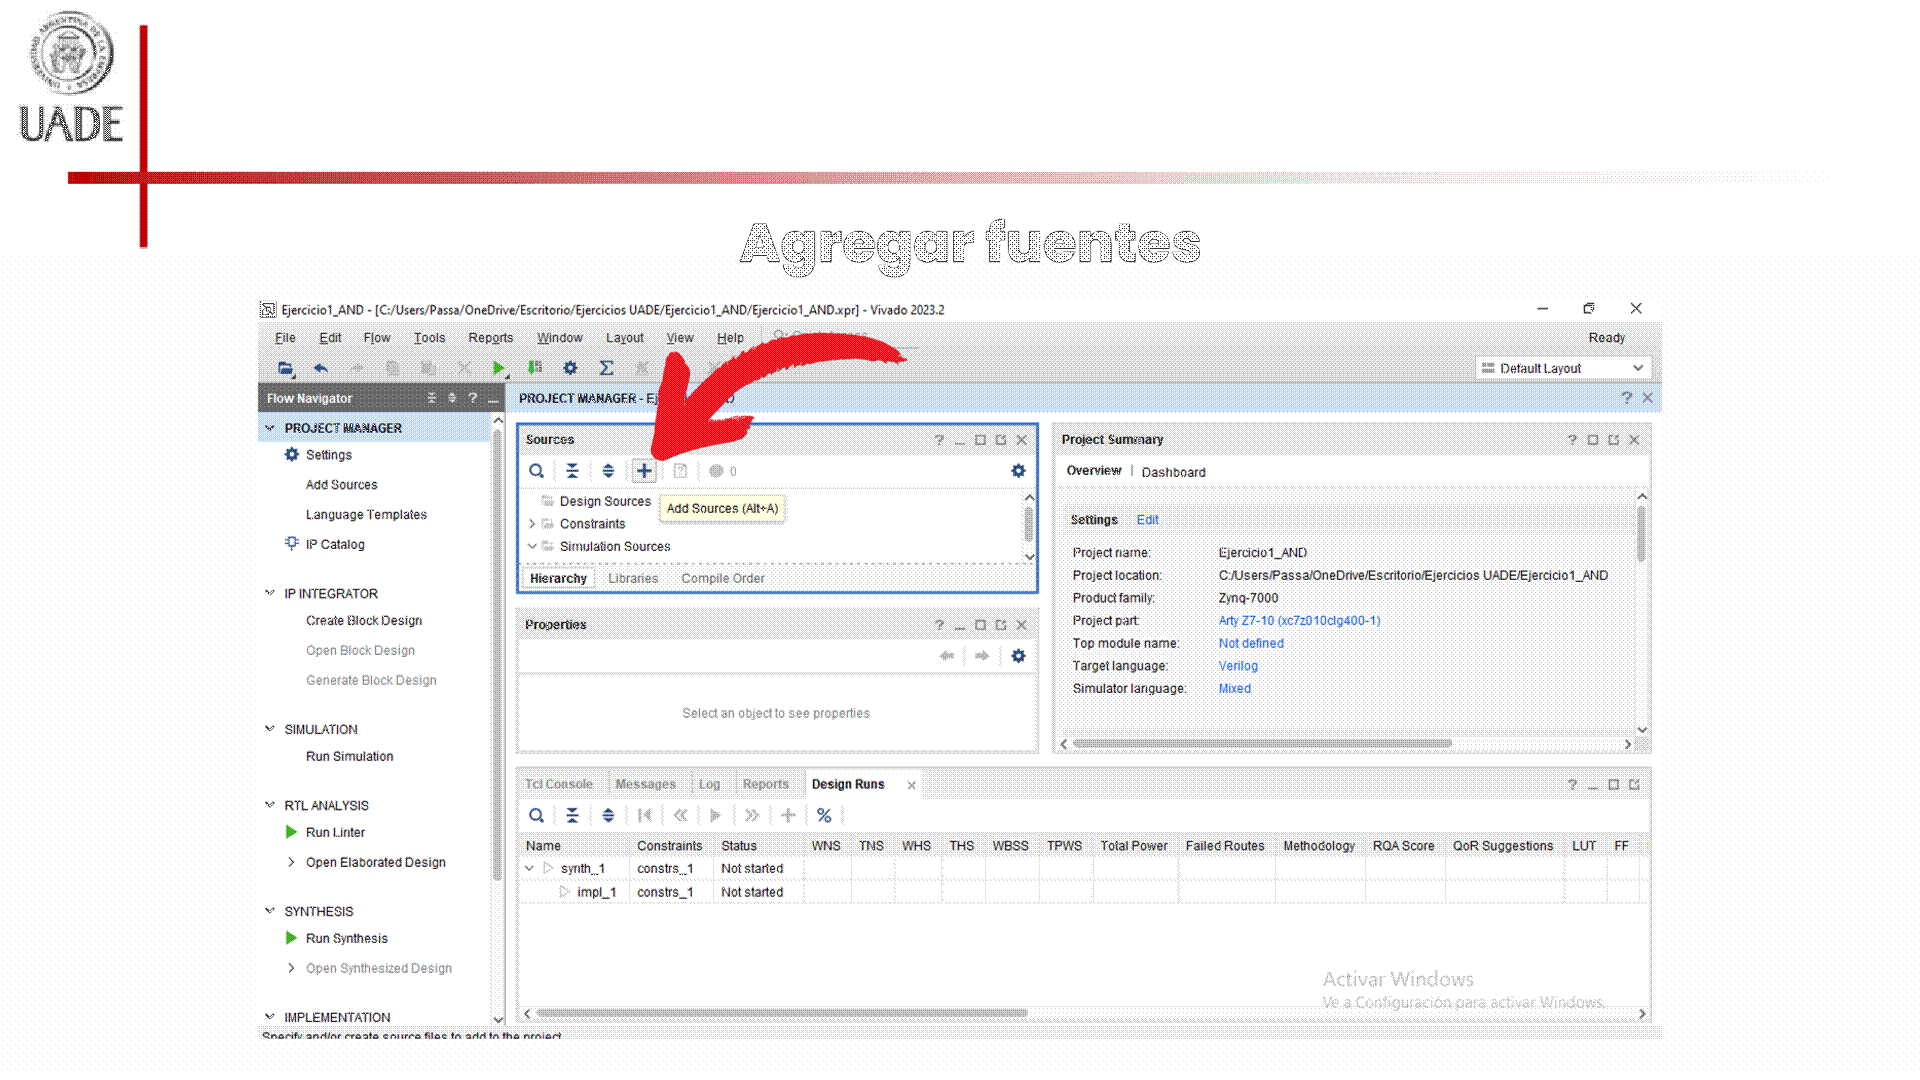 UNIVERSIDAD ARGENTINA DE LA EMPRESA
UADE
Agregar fuentes
Ejercicio1_AND - [C:/Users/Passa/OneDrive/Escritorio/Ejercicios UADE/Ejercicio1_AND/Ejercicio1_AND.xpr] - Vivado 2023.2
File Edit Flow Tools Reports Window Layout View Help
Ready
Default Layout
Flow Navigator
PROJECT MANAGER
Settings
Add Sources
Language Templates
IP Catalog
IP INTEGRATOR
Create Block Design
Open Block Design
Generate Block Design
SIMULATION
Run Simulation
RTL ANALYSIS
Run Linter
Open Elaborated Design
SYNTHESIS
Run Synthesis
Open Synthesized Design
IMPLEMENTATION
PROJECT MANAGER - Ej
Sources
0
Design Sources
Add Sources (Alt+A)
Constraints
Simulation Sources
Hierarchy Libraries Compile Order
Properties
Select an object to see properties
Project Summary
Overview | Dashboard
Settings Edit
Project name: Ejercicio1_AND
Project location: C:/Users/Passa/OneDrive/Escritorio/Ejercicios UADE/Ejercicio1_AND
Product family: Zynq-7000
Project part: Arty Z7-10 (xc7z010clg400-1)
Top module name: Not defined
Target language: Verilog
Simulator language: Mixed
Tcl Console Messages Log Reports Design Runs
Name Constraints Status WNS TNS WHS THS WBSS TPWS Total Power Failed Routes Methodology RQA Score QoR Suggestions LUT FF
synth_1 constrs_1 Not started
impl_1 constrs_1 Not started
Activar Windows
Ve a Configuración para activar Windows.
Specify and/or create source files to add to the project